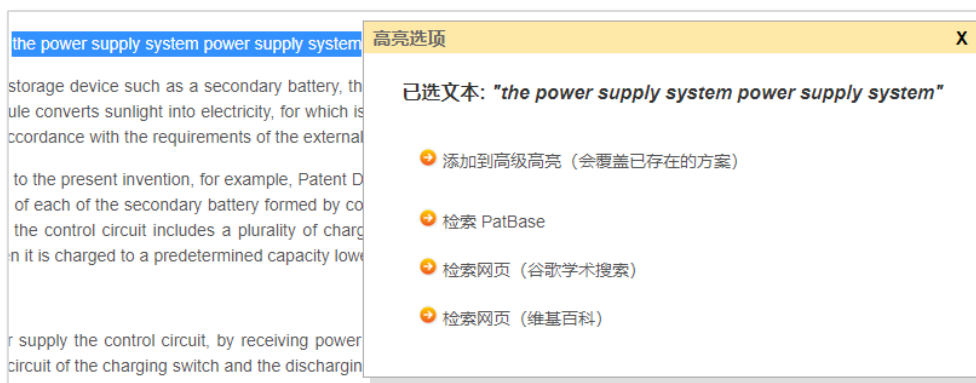 the power supply system power supply system
storage device such as a secondary battery, th
ule converts sunlight into electricity, for which is
ccordance with the requirements of the external
to the present invention, for example, Patent D
of each of the secondary battery formed by co
the control circuit includes a plurality of charg
n it is charged to a predetermined capacity lowe
r supply the control circuit, by receiving power
circuit of the charging switch and the dischargin
高亮选项 X
已选文本: "the power supply system power supply system"
添加到高级高亮（会覆盖已存在的方案）
检索 PatBase
检索网页（谷歌学术搜索）
检索网页（维基百科）